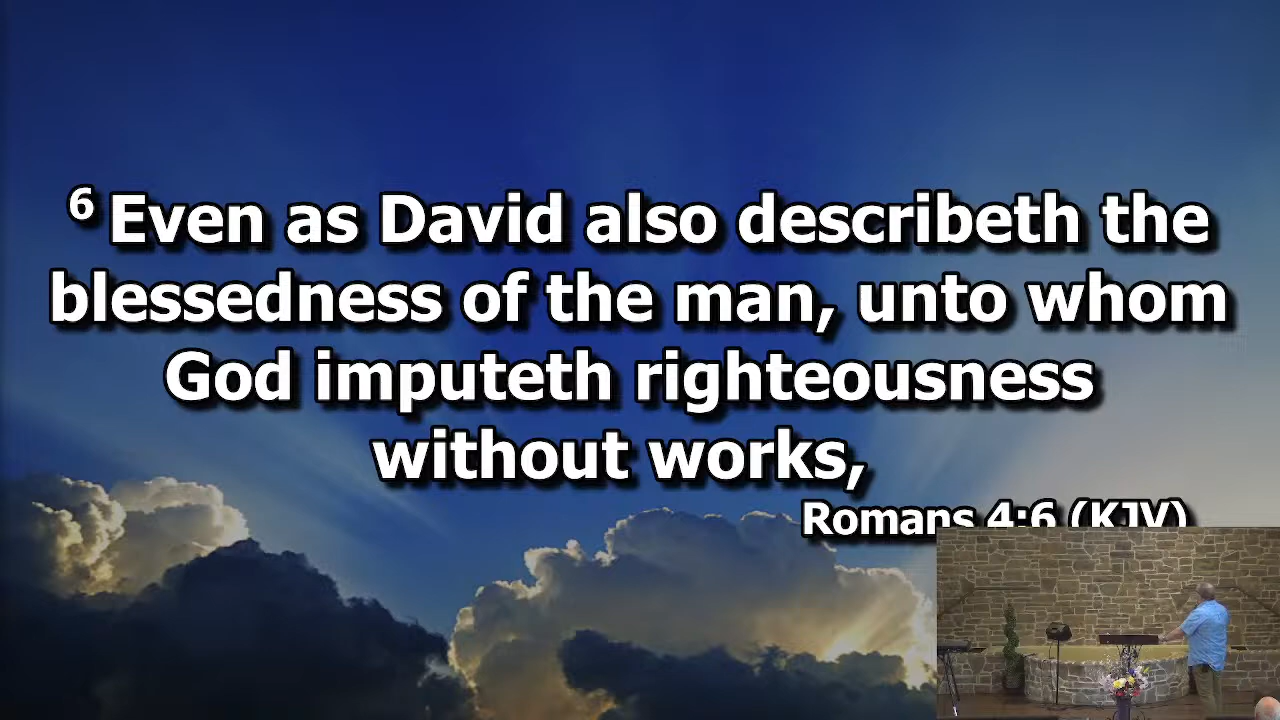 6 Even as David also describeth the
blessedness of the man, unto whom
God imputeth righteousness
without works,
Romans 4:6 (KJV)